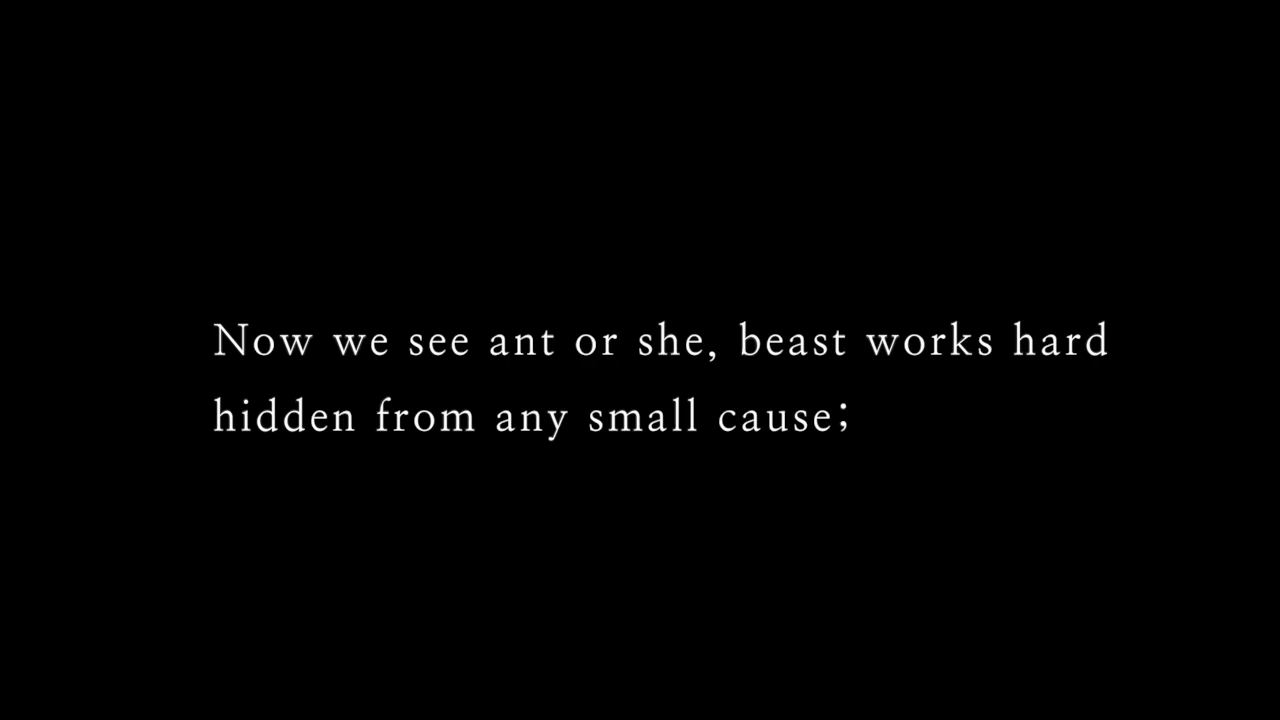 Now we see ant or she, beast works hard
hidden from any small cause;